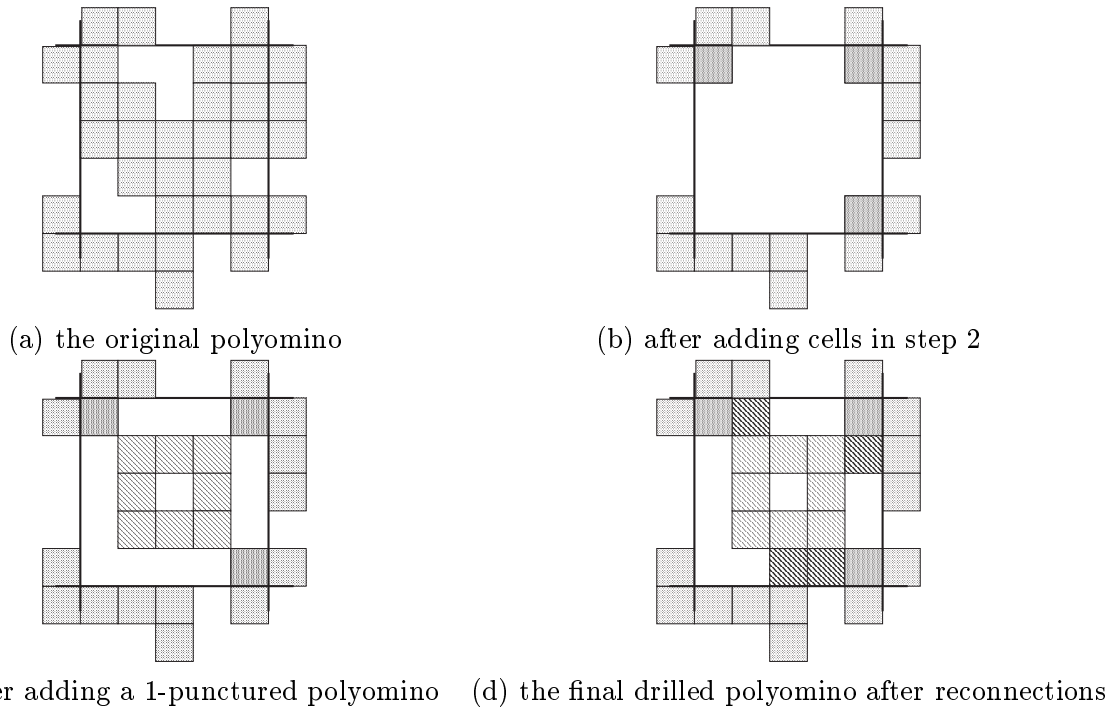 (a) the original polyomino
(b) after adding cells in step 2
adding a 1-punctured polyomino
(d) the final drilled polyomino after reconnections